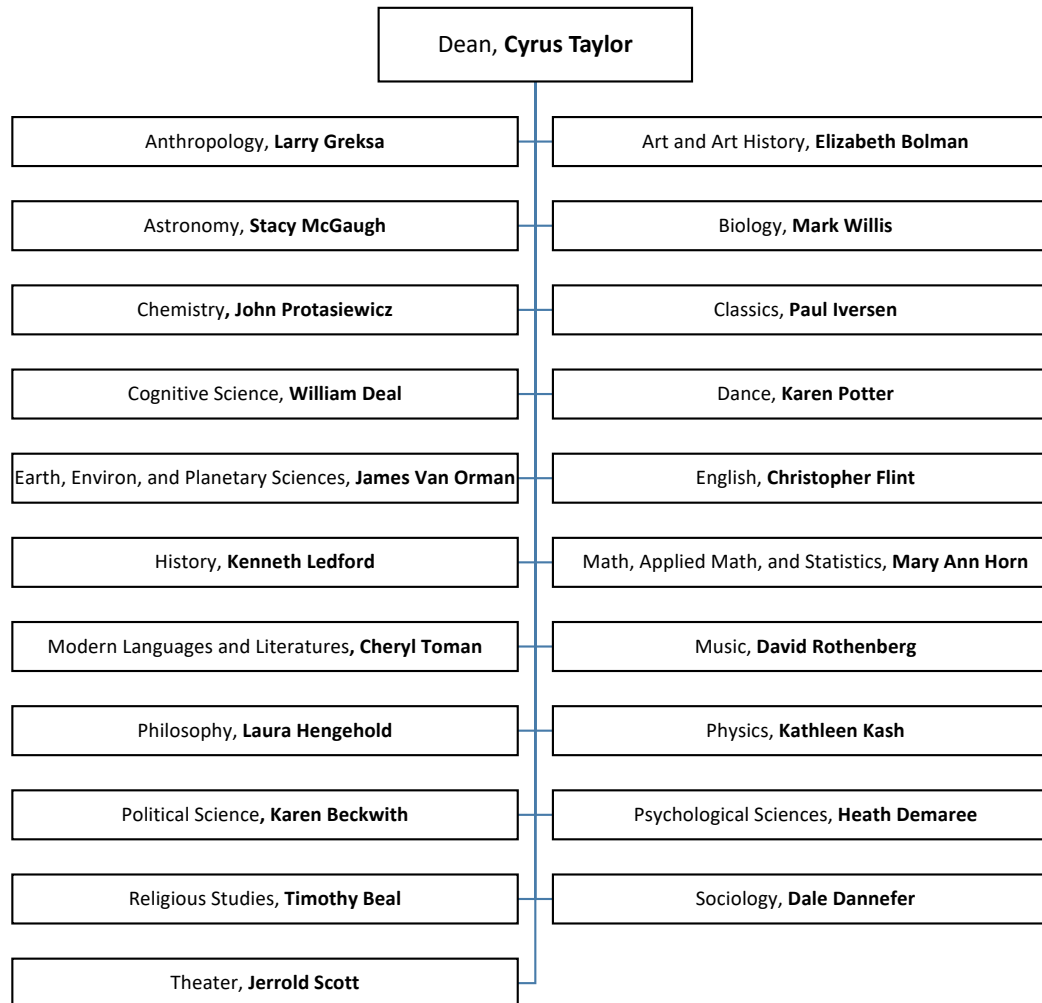 Dean, Cyrus Taylor
Anthropology, Larry Greksa
Art and Art History, Elizabeth Bolman
Astronomy, Stacy McGaugh
Biology, Mark Willis
Chemistry, John Protasiewicz
Classics, Paul Iversen
Cognitive Science, William Deal
Dance, Karen Potter
Earth, Environ, and Planetary Sciences, James Van Orman
English, Christopher Flint
History, Kenneth Ledford
Math, Applied Math, and Statistics, Mary Ann Horn
Modern Languages and Literatures, Cheryl Toman
Music, David Rothenberg
Philosophy, Laura Hengehold
Physics, Kathleen Kash
Political Science, Karen Beckwith
Psychological Sciences, Heath Demaree
Religious Studies, Timothy Beal
Sociology, Dale Dannefer
Theater, Jerrold Scott